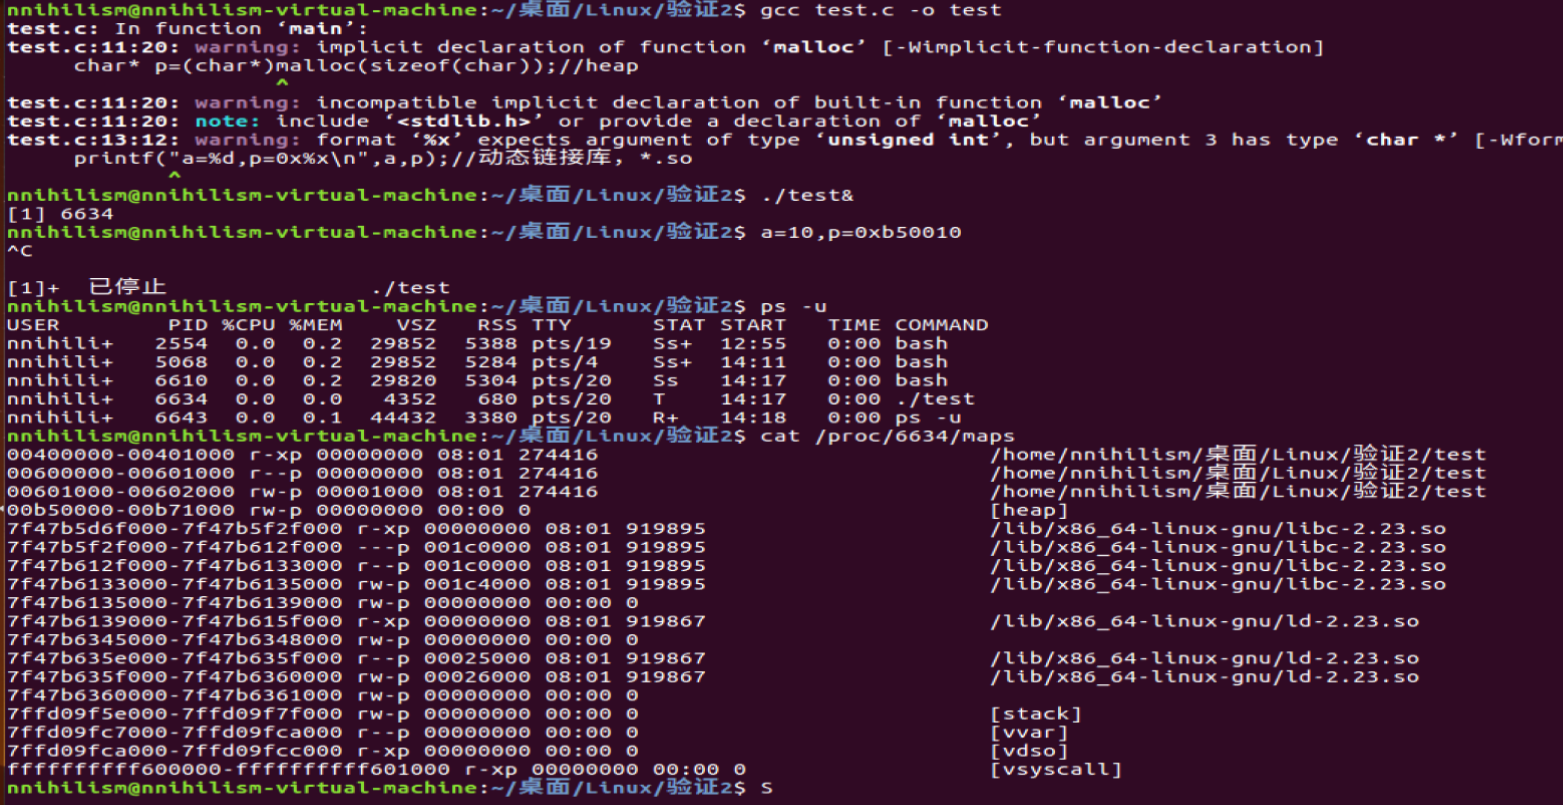 nnihilism@nnihilism-virtual-machine:~/桌面/Linux/验证2$ gcc test.c -o test
test.c: In function ‘main’:
test.c:11:20: warning: implicit declaration of function ‘malloc’ [-Wimplicit-function-declaration]
char* p=(char*)malloc(sizeof(char));//heap
^
test.c:11:20: warning: incompatible implicit declaration of built-in function ‘malloc’
test.c:11:20: note: include ‘<stdlib.h>’ or provide a declaration of ‘malloc’
test.c:13:12: warning: format ‘%x’ expects argument of type ‘unsigned int’, but argument 3 has type ‘char *’ [-Wform
printf("a=%d,p=0x%x\n",a,p);//动态链接库，*.so
^
nnihilism@nnihilism-virtual-machine:~/桌面/Linux/验证2$ ./test&
[1] 6634
nnihilism@nnihilism-virtual-machine:~/桌面/Linux/验证2$ a=10,p=0xb50010
^C
[1]+  已停止               ./test
nnihilism@nnihilism-virtual-machine:~/桌面/Linux/验证2$ ps -u
USER        PID %CPU %MEM    VSZ   RSS TTY      STAT START   TIME COMMAND
nnihili+   2554  0.0  0.2  29852  5388 pts/19   Ss+  12:55   0:00 bash
nnihili+   5068  0.0  0.2  29852  5284 pts/4    Ss+  14:11   0:00 bash
nnihili+   6610  0.0  0.2  29820  5304 pts/20   Ss   14:17   0:00 bash
nnihili+   6634  0.0  0.0   4352   680 pts/20   T    14:17   0:00 ./test
nnihili+   6643  0.0  0.1  44432  3380 pts/20   R+   14:18   0:00 ps -u
nnihilism@nnihilism-virtual-machine:~/桌面/Linux/验证2$ cat /proc/6634/maps
00400000-00401000 r-xp 00000000 08:01 274416 /home/nnihilism/桌面/Linux/验证2/test
00600000-00601000 r--p 00000000 08:01 274416 /home/nnihilism/桌面/Linux/验证2/test
00601000-00602000 rw-p 00001000 08:01 274416 /home/nnihilism/桌面/Linux/验证2/test
00b50000-00b71000 rw-p 00000000 00:00 0 [heap]
7f47b5d6f000-7f47b5f2f000 r-xp 00000000 08:01 919895 /lib/x86_64-linux-gnu/libc-2.23.so
7f47b5f2f000-7f47b612f000 ---p 001c0000 08:01 919895 /lib/x86_64-linux-gnu/libc-2.23.so
7f47b612f000-7f47b6133000 r--p 001c0000 08:01 919895 /lib/x86_64-linux-gnu/libc-2.23.so
7f47b6133000-7f47b6135000 rw-p 001c4000 08:01 919895 /lib/x86_64-linux-gnu/libc-2.23.so
7f47b6135000-7f47b6139000 rw-p 00000000 00:00 0
7f47b6139000-7f47b615f000 r-xp 00000000 08:01 919867 /lib/x86_64-linux-gnu/ld-2.23.so
7f47b6345000-7f47b6348000 rw-p 00000000 00:00 0
7f47b635e000-7f47b635f000 r--p 00025000 08:01 919867 /lib/x86_64-linux-gnu/ld-2.23.so
7f47b635f000-7f47b6360000 rw-p 00026000 08:01 919867 /lib/x86_64-linux-gnu/ld-2.23.so
7f47b6360000-7f47b6361000 rw-p 00000000 00:00 0
7ffd09f5e000-7ffd09f7f000 rw-p 00000000 00:00 0 [stack]
7ffd09fc7000-7ffd09fca000 r--p 00000000 00:00 0 [vvar]
7ffd09fca000-7ffd09fcc000 r-xp 00000000 00:00 0 [vdso]
ffffffffff600000-ffffffffff601000 r-xp 00000000 00:00 0 [vsyscall]
nnihilism@nnihilism-virtual-machine:~/桌面/Linux/验证2$ S